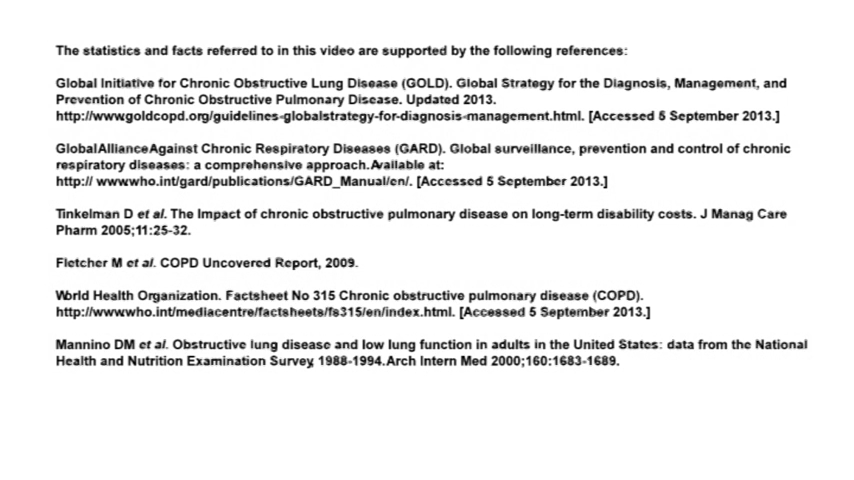 The statistics and facts referred to in this video are supported by the following references:
Global Initiative for Chronic Obstructive Lung Disease (GOLD). Global Strategy for the Diagnosis, Management, and
Prevention of Chronic Obstructive Pulmonary Disease. Updated 2013.
http://www.goldcopd.org/guidelines-globalstrategy-for-diagnosis-management.html. [Accessed 5 September 2013.]
GlobalAllianceAgainst Chronic Respiratory Diseases (GARD). Global surveillance, prevention and control of chronic
respiratory diseases: a comprehensive approach.Available at:
http:// www.who.int/gard/publications/GARD_Manual/en/. [Accessed 5 September 2013.]
Tinkelman D et al. The Impact of chronic obstructive pulmonary disease on long-term disability costs. J Manag Care
Pharm 2005;11:25-32.
Fletcher M et al. COPD Uncovered Report, 2009.
World Health Organization. Factsheet No 315 Chronic obstructive pulmonary disease (COPD).
http://www.who.int/mediacentre/factsheets/fs315/en/index.html. [Accessed 5 September 2013.]
Mannino DM et al. Obstructive lung disease and low lung function in adults in the United States: data from the National
Health and Nutrition Examination Survey, 1988-1994.Arch Intern Med 2000;160:1683-1689.